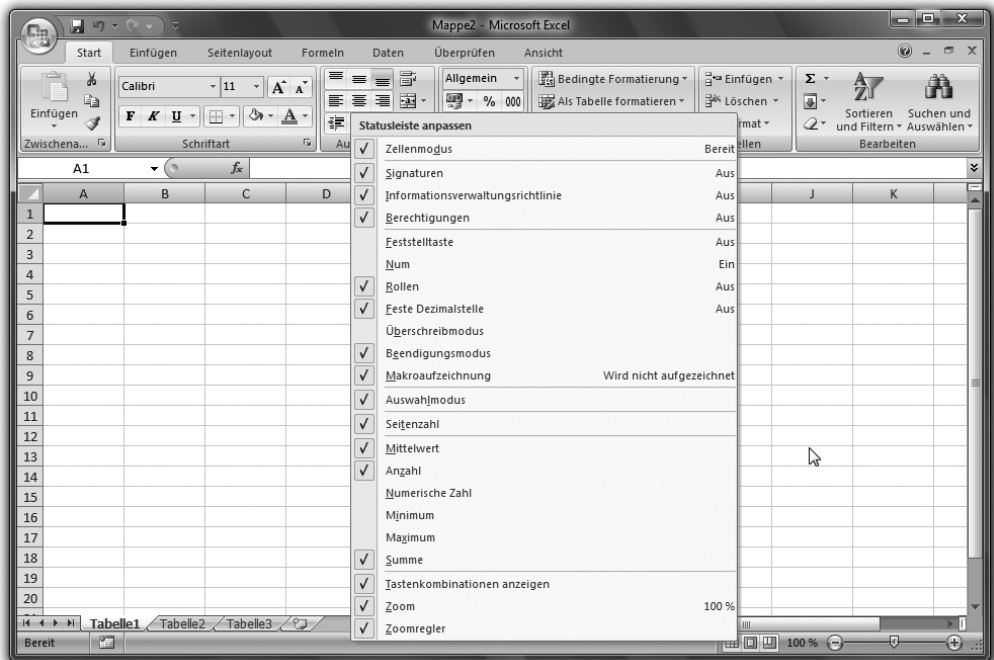 Mappe2 - Microsoft Excel
Start Einfügen Seitenlayout Formeln Daten Überprüfen Ansicht
Calibri 11 Allgemein Bedingte Formatierung Einfügen Σ
Einfügen F K U A % 000 Als Tabelle formatieren Löschen Sortieren und Filtern Suchen und Auswählen
Zwischena... Schriftart Au rmat ellen Bearbeiten
A1 fx
A B C D J K
1
2
3
4
5
6
7
8
9
10
11
12
13
14
15
16
17
18
19
20
Statusleiste anpassen
Zellenmodus Bereit
Signaturen Aus
Informationsverwaltungsrichtlinie Aus
Berechtigungen Aus
Feststelltaste Aus
Num Ein
Rollen Aus
Feste Dezimalstelle Aus
Überschreibmodus
Beendigungsmodus
Makroaufzeichnung Wird nicht aufgezeichnet
Auswahlmodus
Seitenzahl
Mittelwert
Anzahl
Numerische Zahl
Minimum
Maximum
Summe
Tastenkombinationen anzeigen
Zoom 100 %
Zoomregler
Tabelle1 Tabelle2 Tabelle3
Bereit 100 %